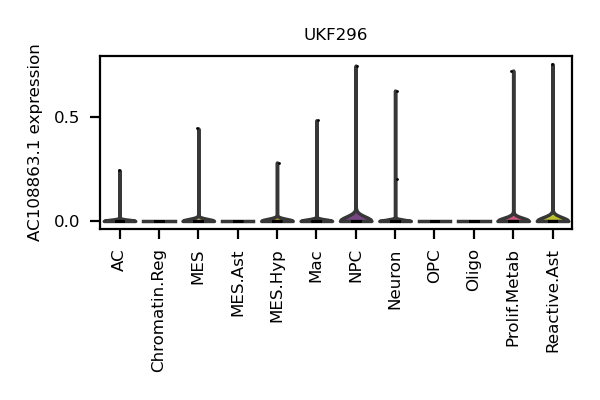 UKF296
AC108863.1 expression
0.5
0.0
AC
Chromatin.Reg
MES
MES.Ast
MES.Hyp
Mac
NPC
Neuron
OPC
Oligo
Prolif.Metab
Reactive.Ast